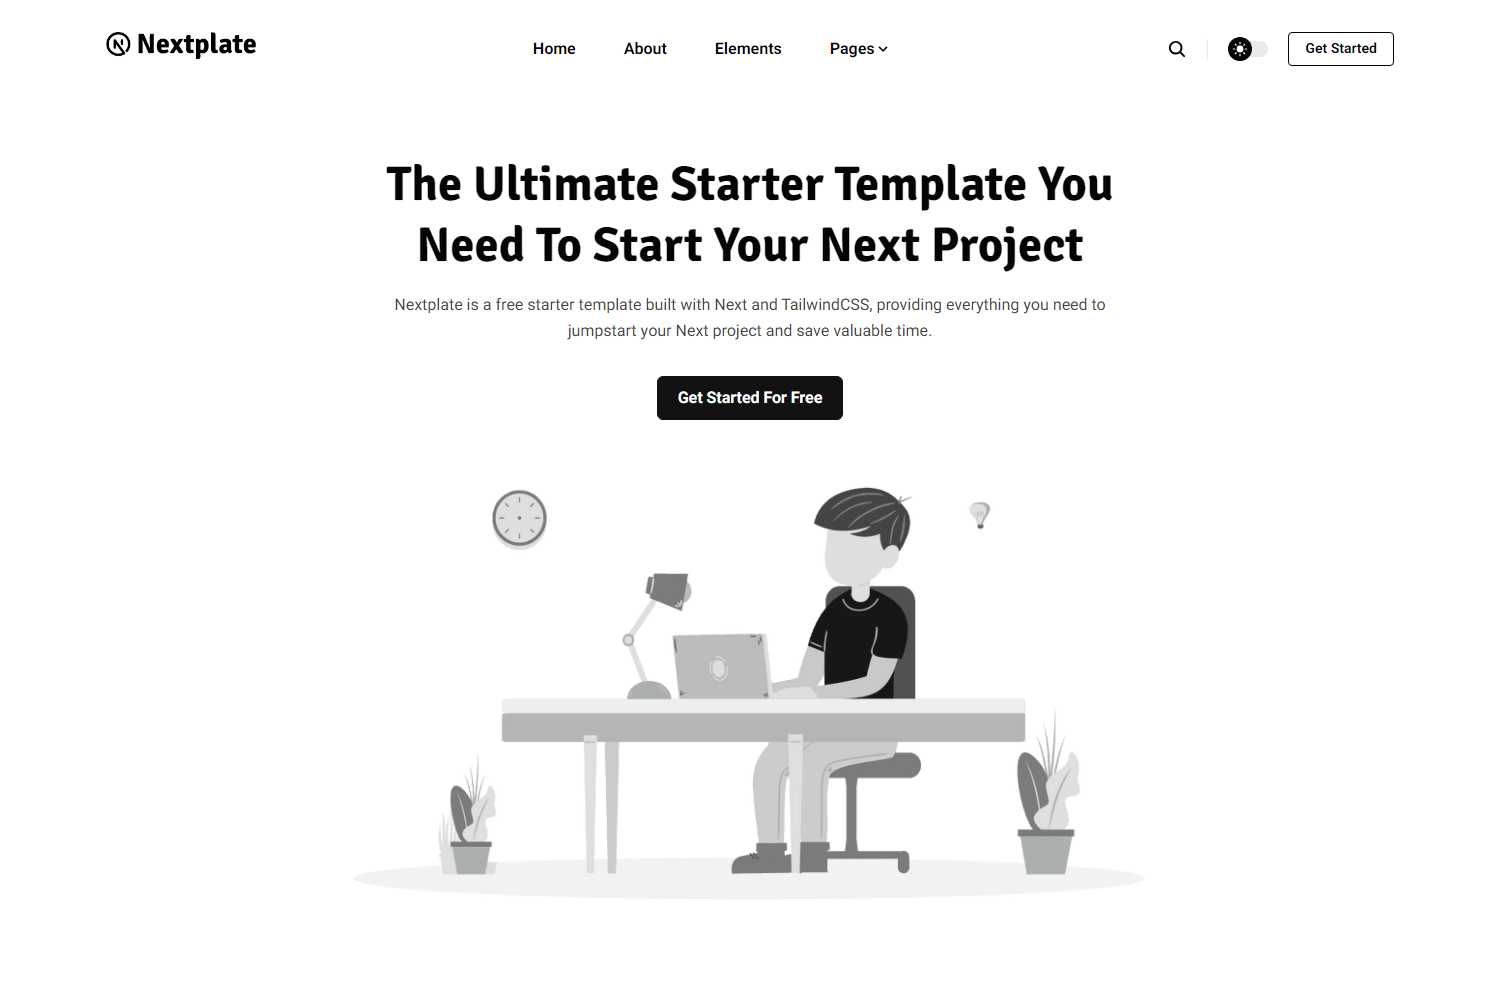 Nextplate
Home
About
Elements
Pages
Get Started
The Ultimate Starter Template You
Need To Start Your Next Project
Nextplate is a free starter template built with Next and TailwindCSS, providing everything you need to
jumpstart your Next project and save valuable time.
Get Started For Free